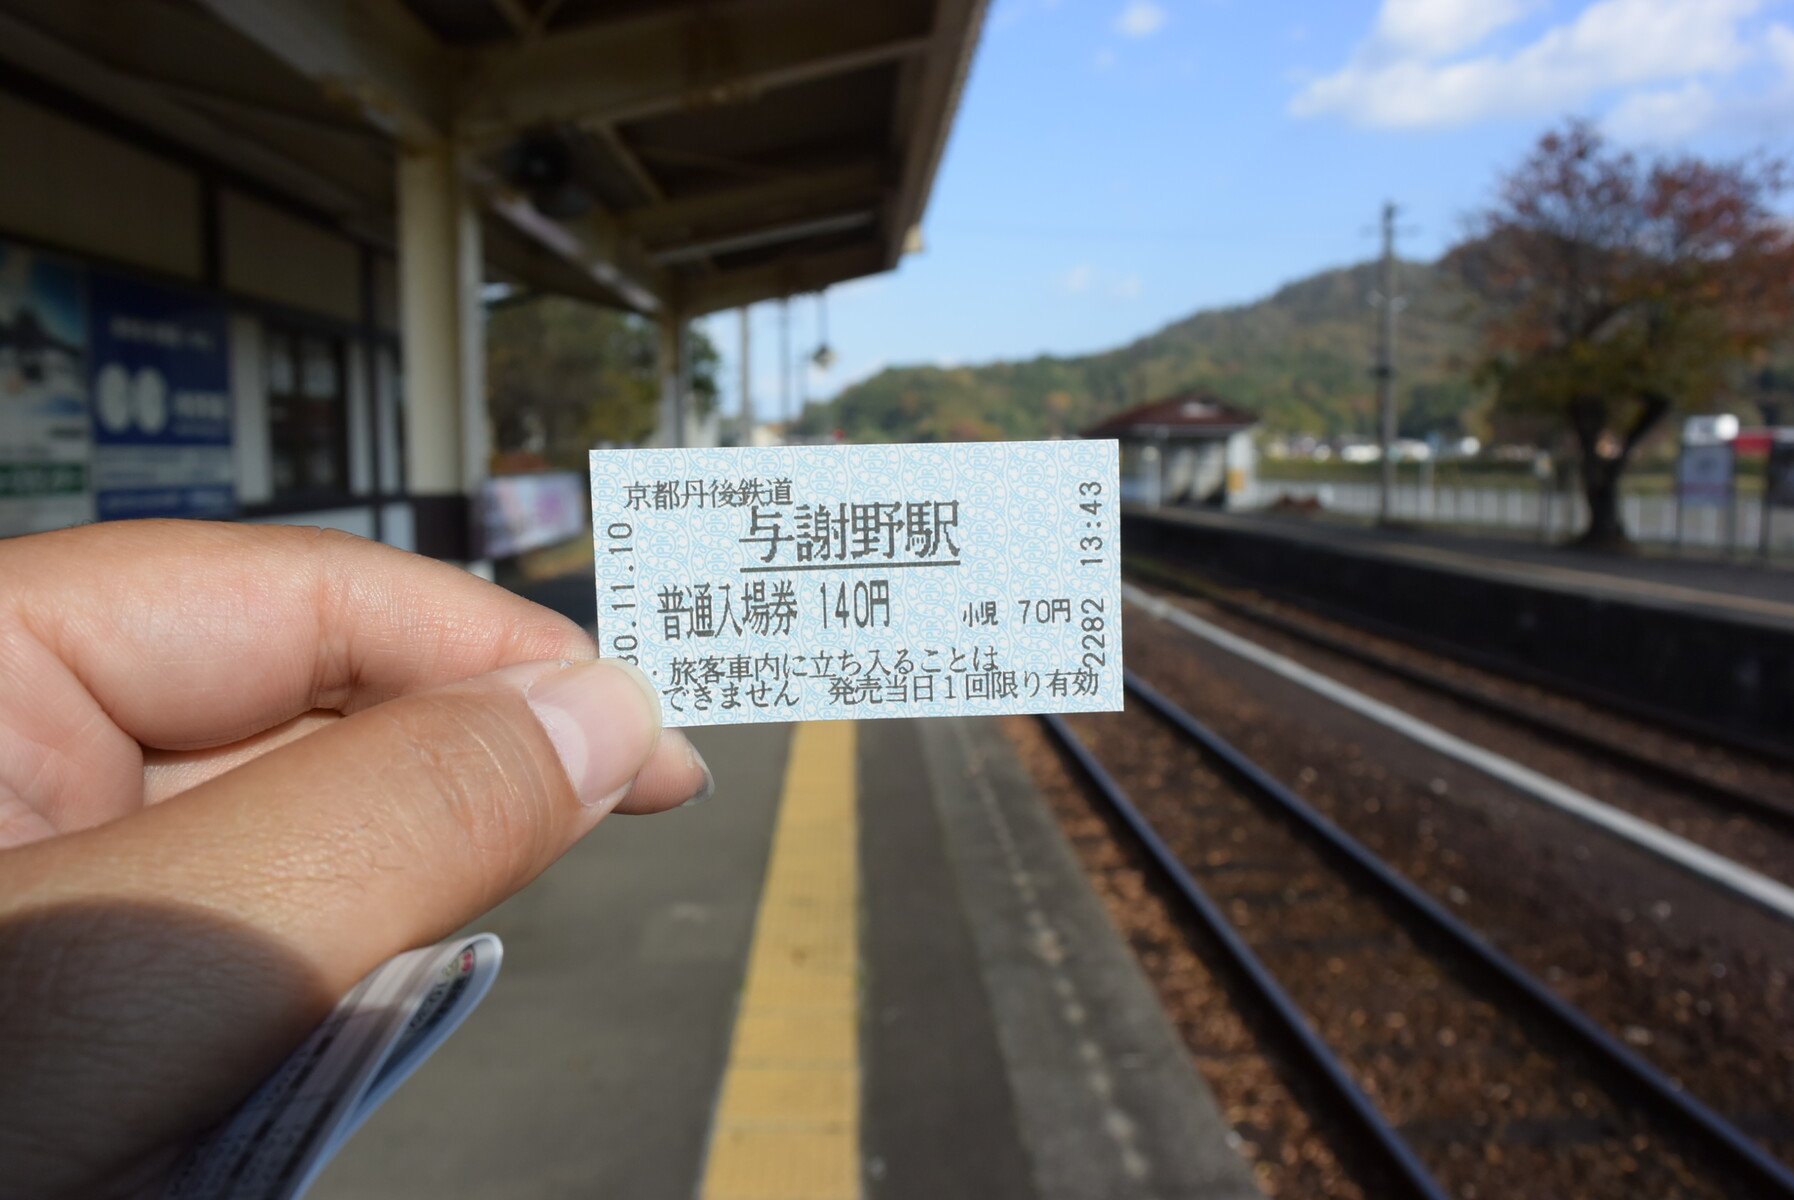 京都丹後鉄道
与謝野駅
普通入場券 140円 小児 70円
・旅客車内に立ち入ることは
できません 発売当日1回限り有効
30.11.10
2282 13:43